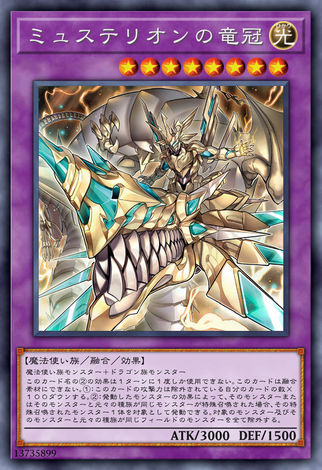 ミュステリオンの竜冠
光
[魔法使い族／融合／効果]
魔法使い族モンスター＋ドラゴン族モンスター
このカード名の②の効果は1ターンに1度しか使用できない。このカードは融合
素材にできない。①：このカードの攻撃力は除外されている自分のカードの数×
１００ダウンする。②：発動したモンスターの効果によって、そのモンスターまた
はそのモンスターと元々の種族が同じモンスターが特殊召喚された場合、その特
殊召喚されたモンスター１体を対象として発動できる。対象のモンスター及びそ
のモンスターと元々の種族が同じフィールドのモンスターを全て除外する。
ATK/3000 DEF/1500
13735899